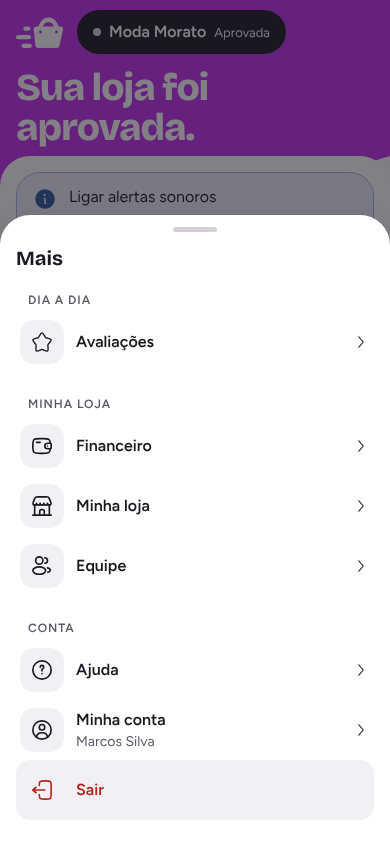 Moda Morato Aprovada
Sua loja foi
aprovada.
Ligar alertas sonoros
Mais
DIA A DIA
Avaliações
MINHA LOJA
Financeiro
Minha loja
Equipe
CONTA
Ajuda
Minha conta
Marcos Silva
Sair